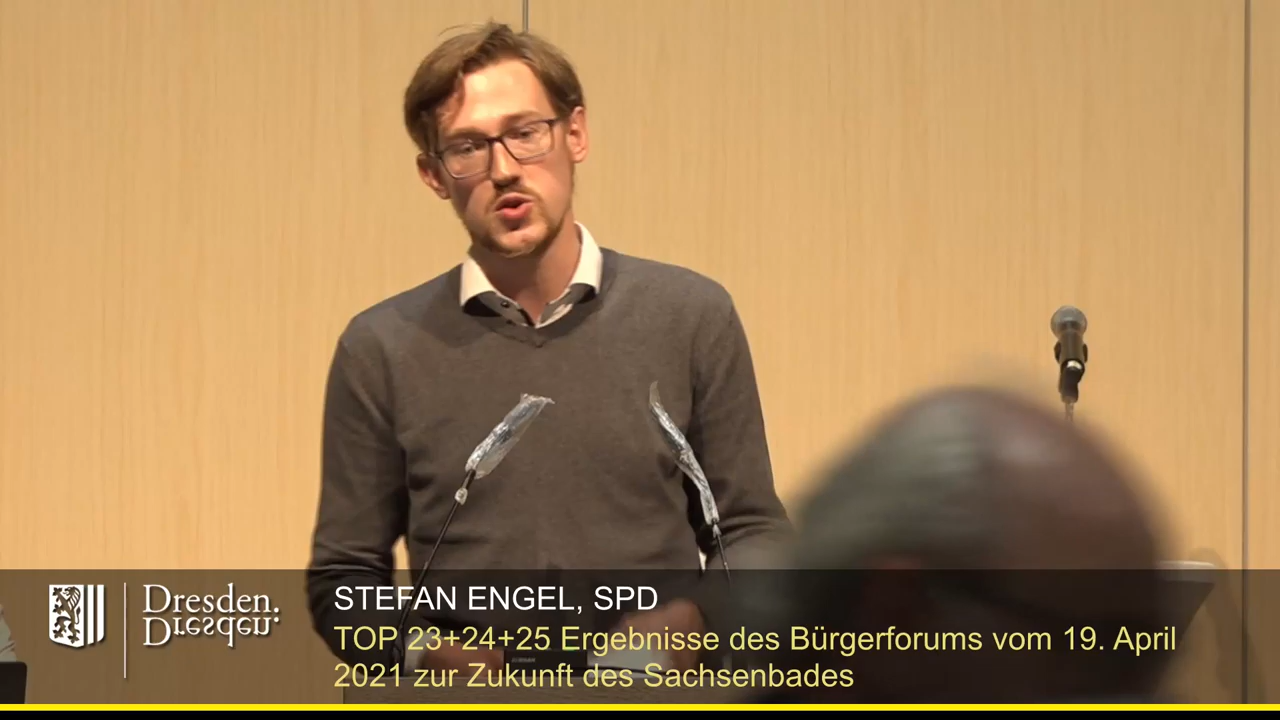 Dresden.
Dresden.
STEFAN ENGEL, SPD
TOP 23+24+25 Ergebnisse des Bürgerforums vom 19. April
2021 zur Zukunft des Sachsenbades